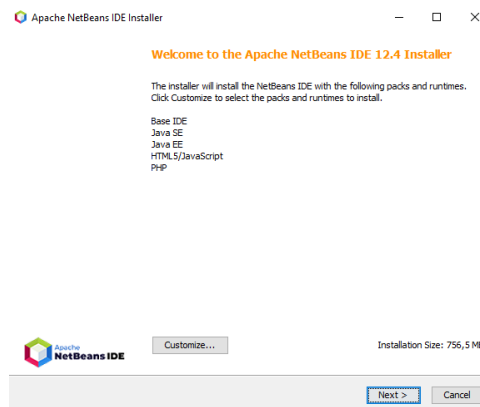 Apache NetBeans IDE Installer
Welcome to the Apache NetBeans IDE 12.4 Installer
The installer will install the NetBeans IDE with the following packs and runtimes.
Click Customize to select the packs and runtimes to install.
Base IDE
Java SE
Java EE
HTML5/JavaScript
PHP
Apache
NetBeans IDE
Customize...
Installation Size: 756,5 MB
Next >
Cancel